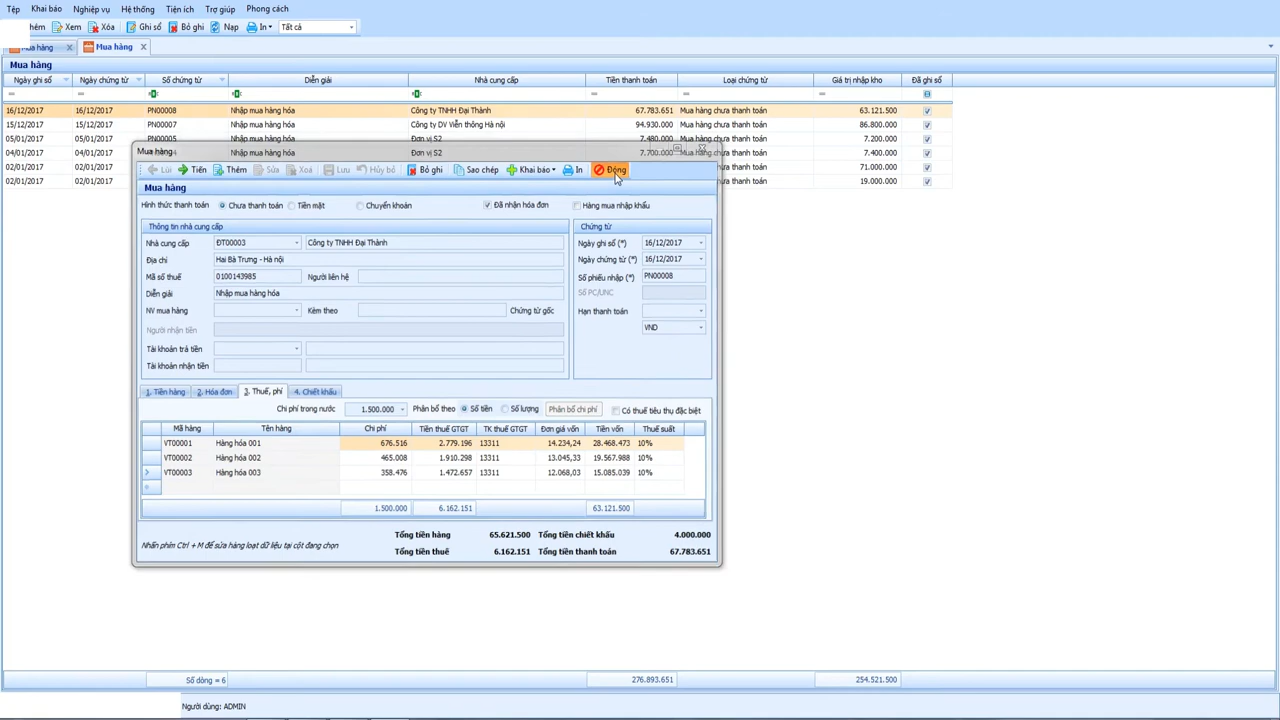 Tệp Khai báo Nghiệp vụ Hệ thống Tiện ích Trợ giúp Phong cách
hêm Xem Xóa Ghi sổ Bỏ ghi Nạp In Tất cả
Mua hàng Mua hàng
Mua hàng
Ngày ghi sổ Ngày chứng từ Số chứng từ Diễn giải Nhà cung cấp Tiền thanh toán Loại chứng từ Giá trị nhập kho Đã ghi sổ
16/12/2017 16/12/2017 PN00008 Nhập mua hàng hóa Công ty TNHH Đại Thành 67.783.651 Mua hàng chưa thanh toán 63.121.500
15/12/2017 15/12/2017 PN00007 Nhập mua hàng hóa Công ty DV Viễn thông Hà nội 94.930.000 Mua hàng chưa thanh toán 86.800.000
05/01/2017 05/01/2017 PN00005 Nhập mua hàng hóa Đơn vị S2 7.480.000 Mua hàng chưa thanh toán 7.200.000
04/01/2017 04/01/2017 Đơn vị S2 7.700.000 Mua hàng chưa thanh toán 7.400.000
02/01/2017 02/01/2017 Mua hàng chưa thanh toán 71.000.000
02/01/2017 02/01/2017 Mua hàng chưa thanh toán 19.000.000
Mua hàng
Lùi Tiến Thêm Sửa Xoá Lưu Hủy bỏ Bỏ ghi Sao chép Khai báo In Đóng
Mua hàng
Hình thức thanh toán Chưa thanh toán Tiền mặt Chuyển khoản Đã nhận hóa đơn Hàng mua nhập khẩu
Thông tin nhà cung cấp Chứng từ
Nhà cung cấp ĐT00003 Công ty TNHH Đại Thành Ngày ghi sổ (*) 16/12/2017
Địa chỉ Hai Bà Trưng - Hà nội Ngày chứng từ (*) 16/12/2017
Mã số thuế 0100143985 Người liên hệ Số phiếu nhập (*) PN00008
Diễn giải Nhập mua hàng hóa Số PC/UNC
NV mua hàng Kèm theo Chứng từ gốc Hạn thanh toán
Người nhận tiền VND
Tài khoản trả tiền
Tài khoản nhận tiền
1. Tiền hàng 2. Hóa đơn 3. Thuế, phí 4. Chiết khấu
Chi phí trong nước 1.500.000 Phân bổ theo Số tiền Số lượng Phân bổ chi phí Có thuế tiêu thụ đặc biệt
Mã hàng Tên hàng Chi phí Tiền thuế GTGT TK thuế GTGT Đơn giá vốn Tiền vốn Thuế suất
VT00001 Hàng hóa 001 676.516 2.779.196 13311 14.234,24 28.468.473 10%
VT00002 Hàng hóa 002 465.008 1.910.298 13311 13.045,33 19.567.988 10%
VT00003 Hàng hóa 003 358.476 1.472.657 13311 12.068,03 15.085.039 10%
1.500.000 6.162.151 63.121.500
Tổng tiền hàng 65.621.500 Tổng tiền chiết khấu 4.000.000
Nhấn phím Ctrl + M để sửa hàng loạt dữ liệu tại cột đang chọn
Tổng tiền thuế 6.162.151 Tổng tiền thanh toán 67.783.651
Số dòng = 6 276.893.651 254.521.500
Người dùng: ADMIN